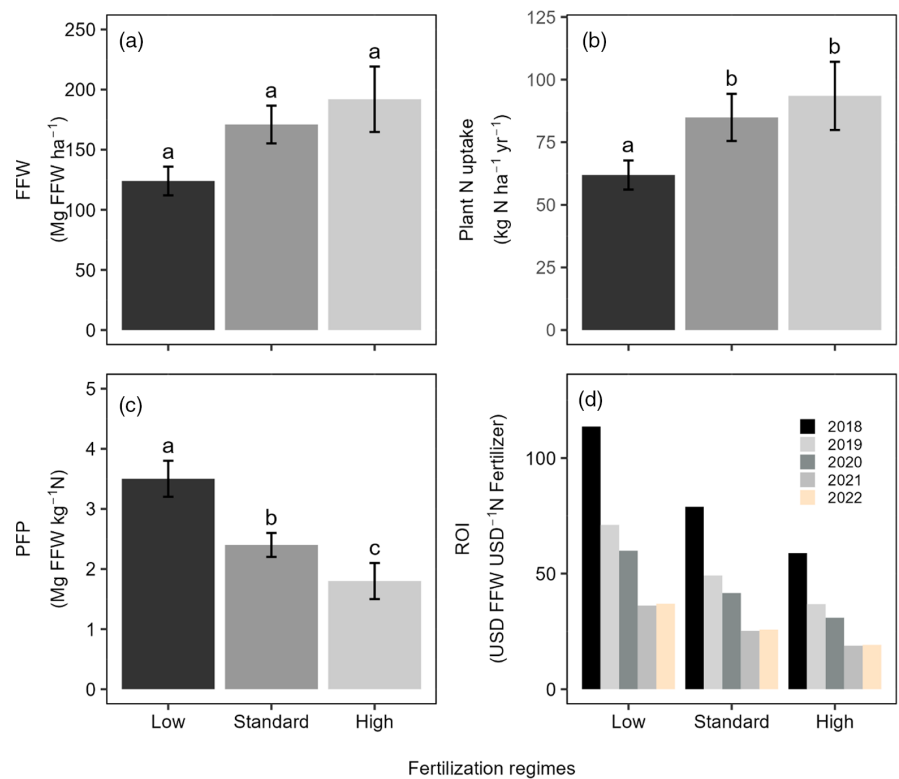 (a)
FFW
(Mg FFW ha⁻¹)
250
200
150
100
50
0
a
a
a
(b)
Plant N uptake
(kg N ha⁻¹ yr⁻¹)
125
100
75
50
25
0
a
b
b
(c)
PFP
(Mg FFW kg⁻¹N)
5
4
3
2
1
0
a
b
c
Low
Standard
High
(d)
ROI
(USD FFW USD⁻¹N Fertilizer)
100
50
0
2018
2019
2020
2021
2022
Low
Standard
High
Fertilization regimes